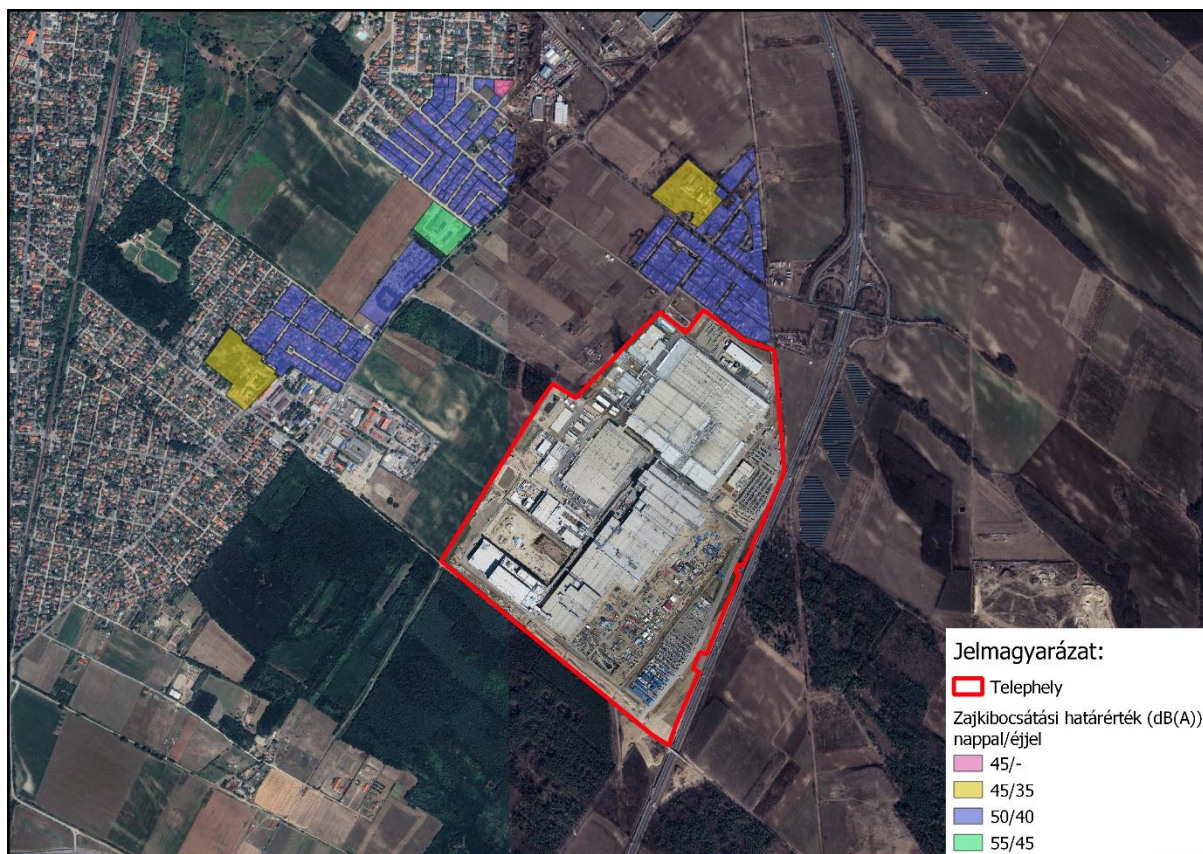 Jelmagyarázat:
Telephely
Zajkibocsátási határérték (dB(A))
nappal/éjjel
45/-
45/35
50/40
55/45